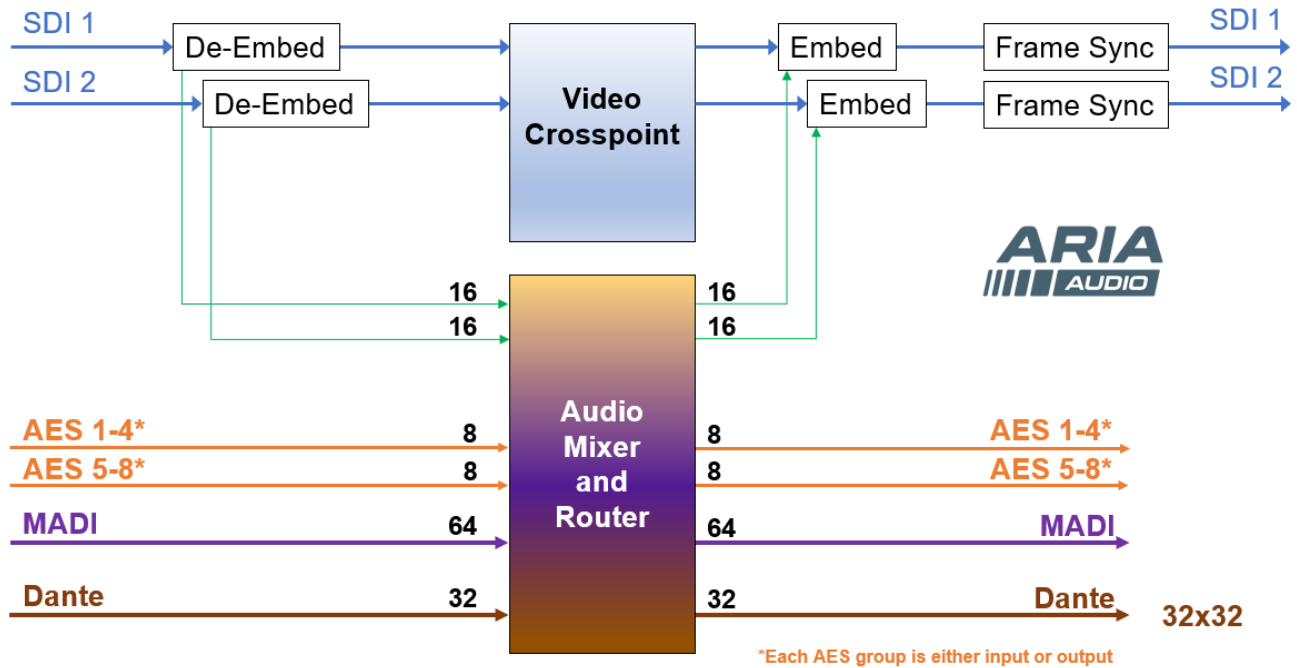 SDI 1
De-Embed
Embed
Frame Sync
SDI 1
SDI 2
De-Embed
Video
Crosspoint
Embed
Frame Sync
SDI 2
ARIA
AUDIO
16
16
16
16
AES 1-4*
8
Audio
Mixer
and
Router
8
AES 1-4*
AES 5-8*
8
8
AES 5-8*
MADI
64
64
MADI
Dante
32
32
Dante
32x32
*Each AES group is either input or output